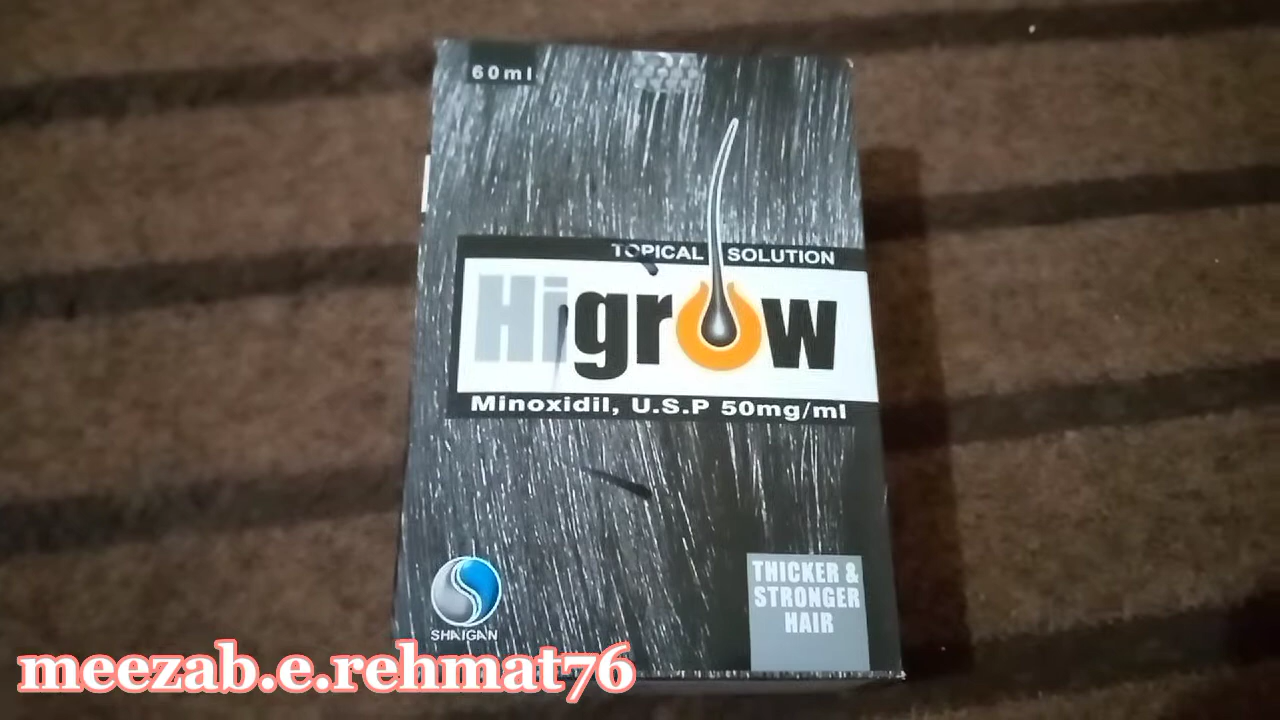 60ml
TOPICAL SOLUTION
Higrow
Minoxidil, U.S.P 50mg/ml
THICKER &
STRONGER
HAIR
SHAIGAN
meezab.e.rehmat76